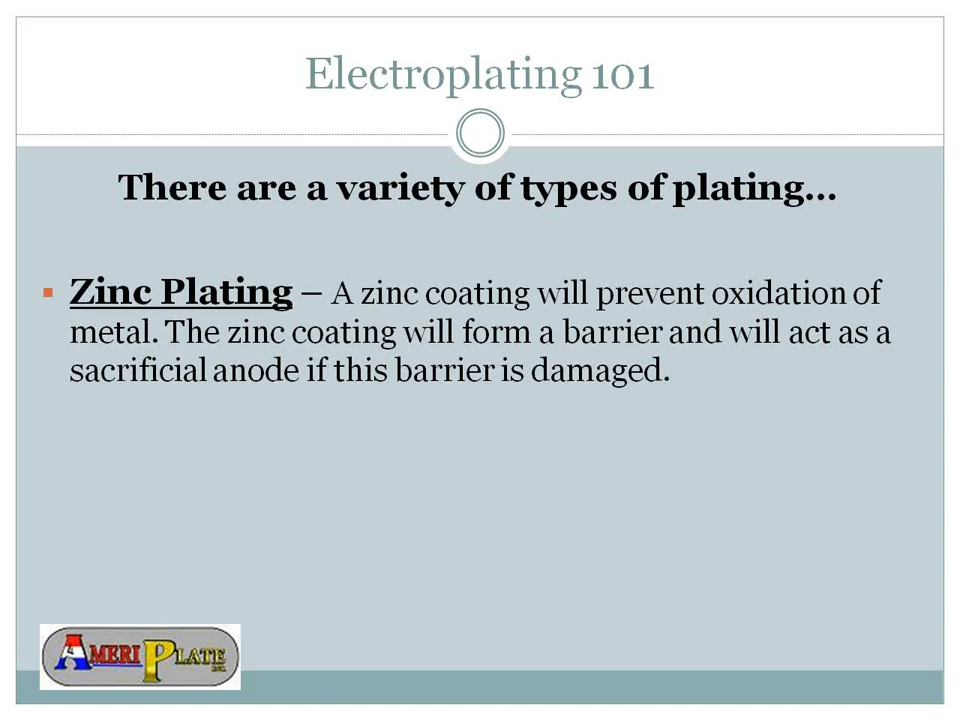 Electroplating 101
There are a variety of types of plating…
▪ Zinc Plating – A zinc coating will prevent oxidation of
metal. The zinc coating will form a barrier and will act as a
sacrificial anode if this barrier is damaged.
AMERI PLATE INC.